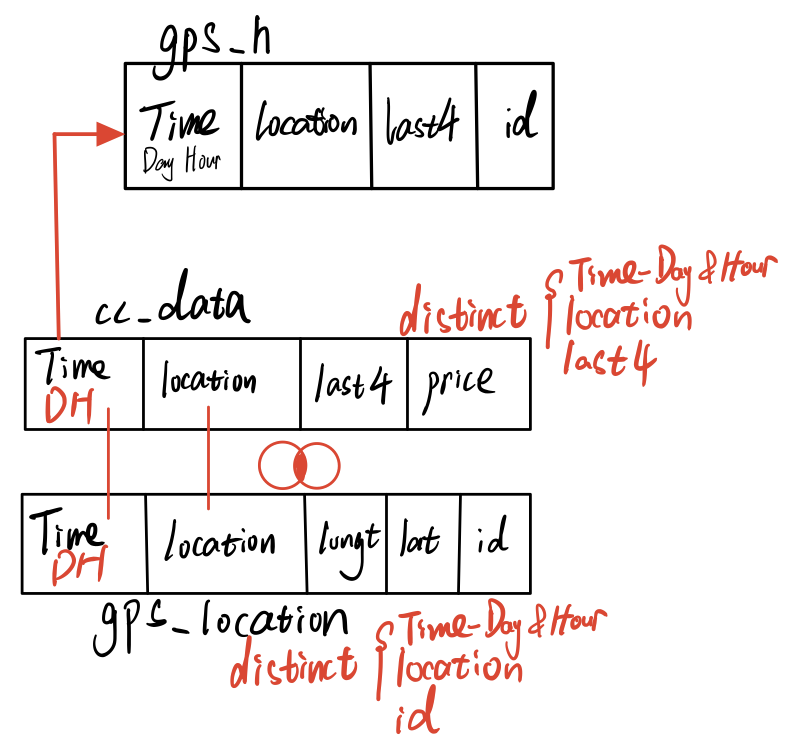 gps_h
Time location last4 id
Day Hour
cc_data
distinct { Time-Day & Hour
location
last4
Time location last4 price
DH
Time location lungt lat id
DH
gps_location
distinct { Time-Day & Hour
location
id